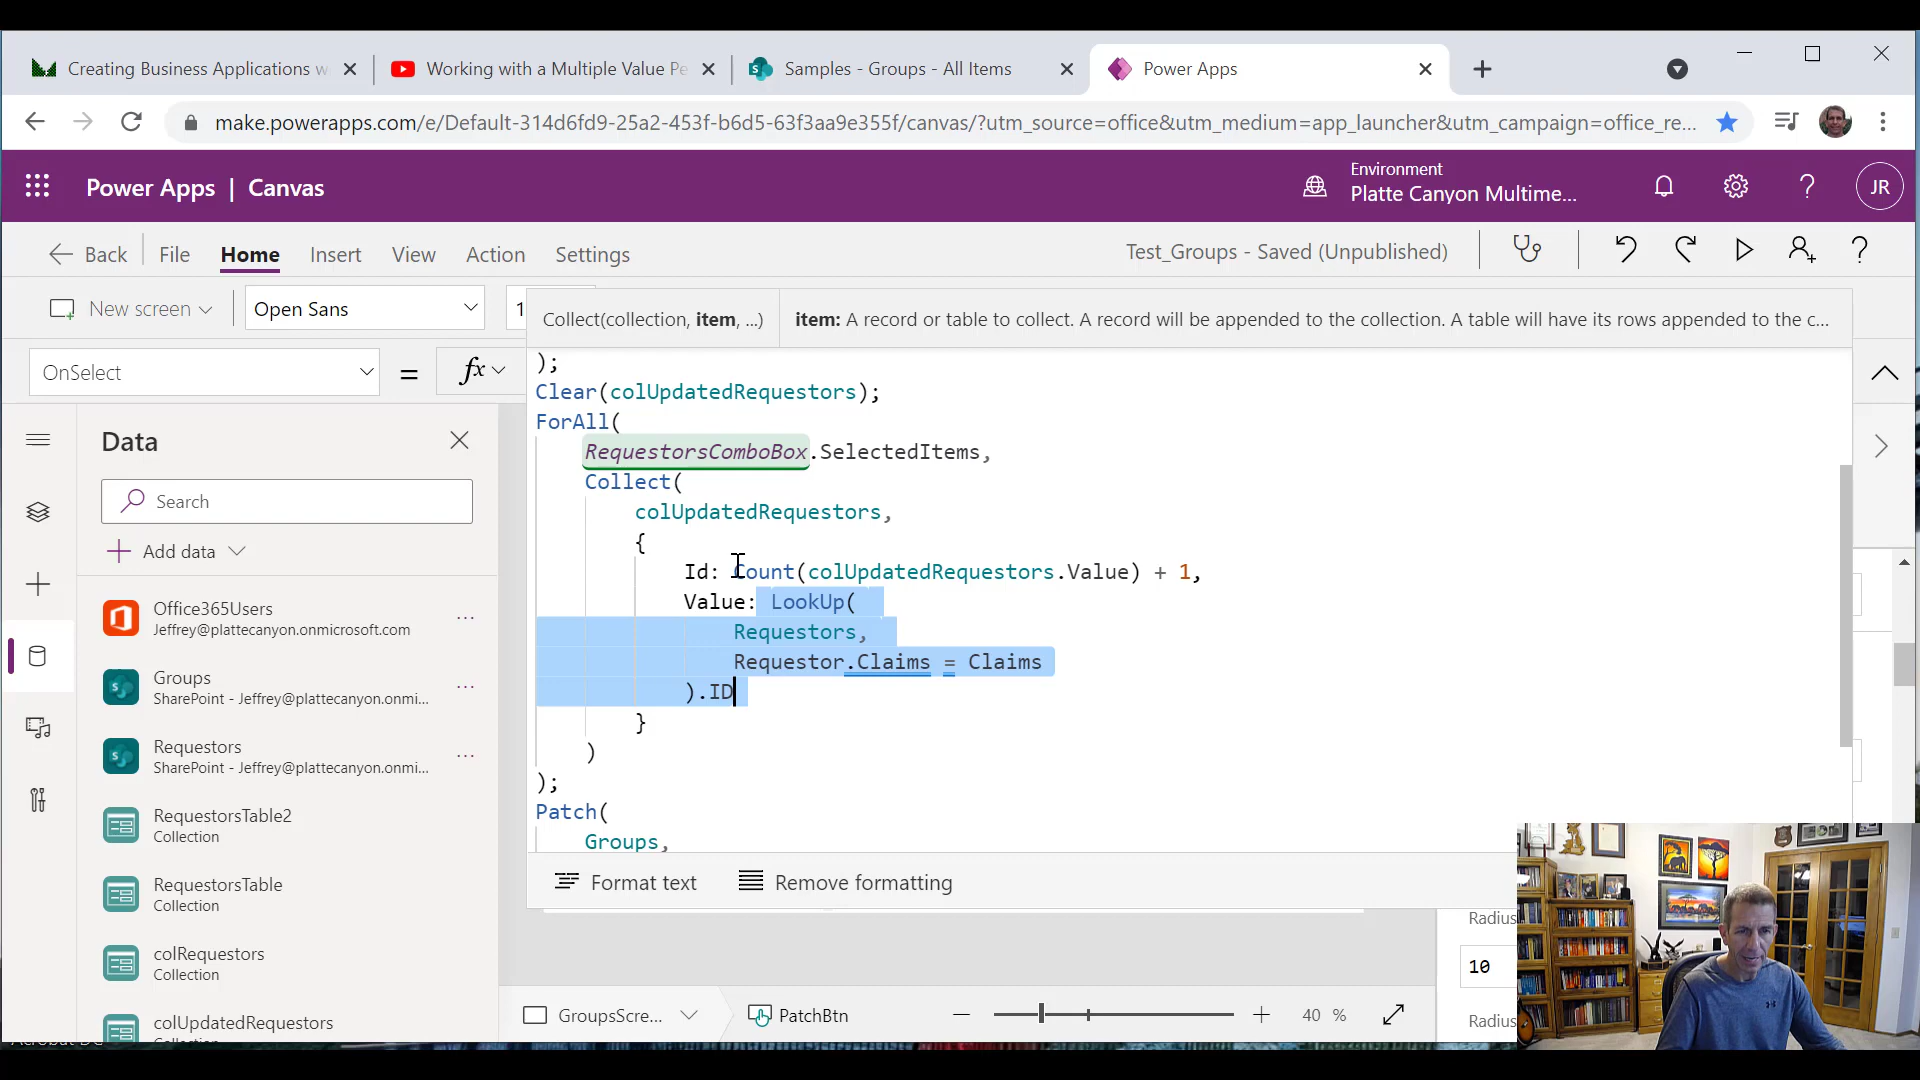 Creating Business Applications w
Working with a Multiple Value Pe
Samples - Groups - All Items
Power Apps
make.powerapps.com/e/Default-314d6fd9-25a2-453f-b6d5-63f3aa9e355f/canvas/?utm_source=office&utm_medium=app_launcher&utm_campaign=office_re...
Power Apps | Canvas
Environment
Platte Canyon Multime...
JR
Back
File
Home
Insert
View
Action
Settings
Test_Groups - Saved (Unpublished)
New screen
Open Sans
1
Collect(collection, item, ...)
item: A record or table to collect. A record will be appended to the collection. A table will have its rows appended to the c...
OnSelect
=
fx
);
Clear(colUpdatedRequestors);
ForAll(
RequestorsComboBox.SelectedItems,
Collect(
colUpdatedRequestors,
{
Id: Count(colUpdatedRequestors.Value) + 1,
Value: LookUp(
Requestors,
Requestor.Claims = Claims
).ID
}
)
);
Patch(
Groups,
Format text
Remove formatting
Data
Search
Add data
Office365Users
Jeffrey@plattecanyon.onmicrosoft.com
Groups
SharePoint - Jeffrey@plattecanyon.onmi...
Requestors
SharePoint - Jeffrey@plattecanyon.onmi...
RequestorsTable2
Collection
RequestorsTable
Collection
colRequestors
Collection
colUpdatedRequestors
Radius
10
Radius
GroupsScre...
PatchBtn
40 %